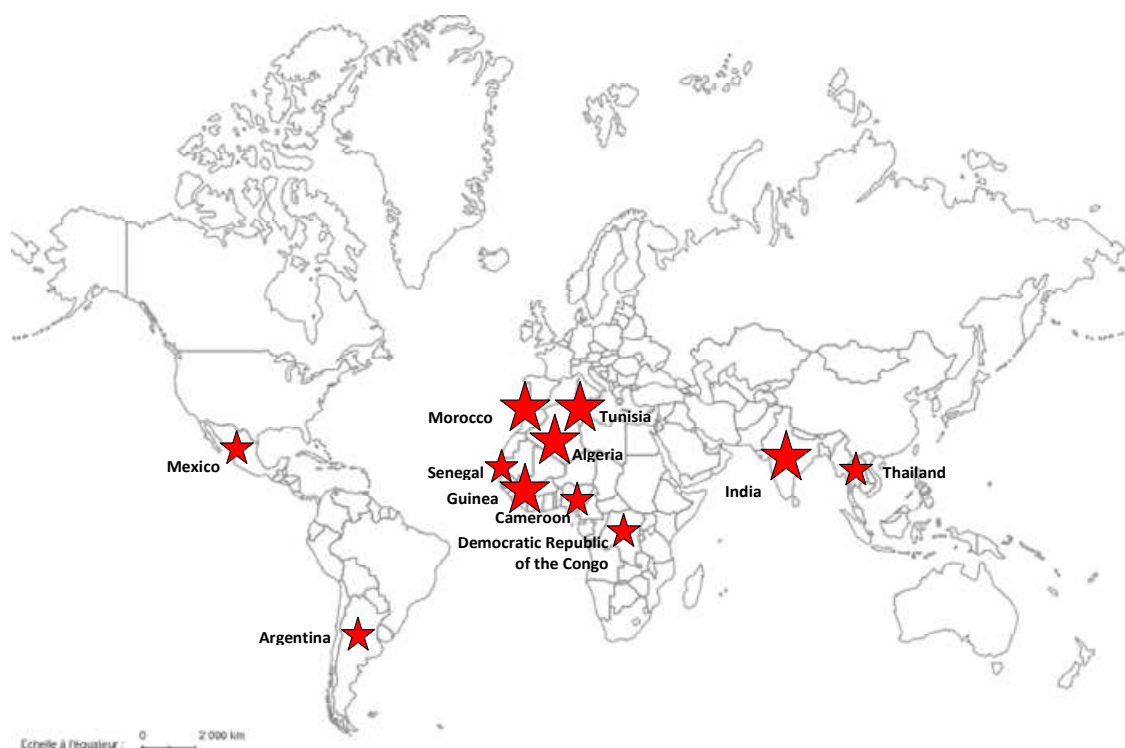 Morocco
Tunisia
Algeria
Mexico
Senegal
Guinea
Cameroon
India
Thailand
Democratic Republic
of the Congo
Argentina
0 2 000 km
Echelle à l'équateur :